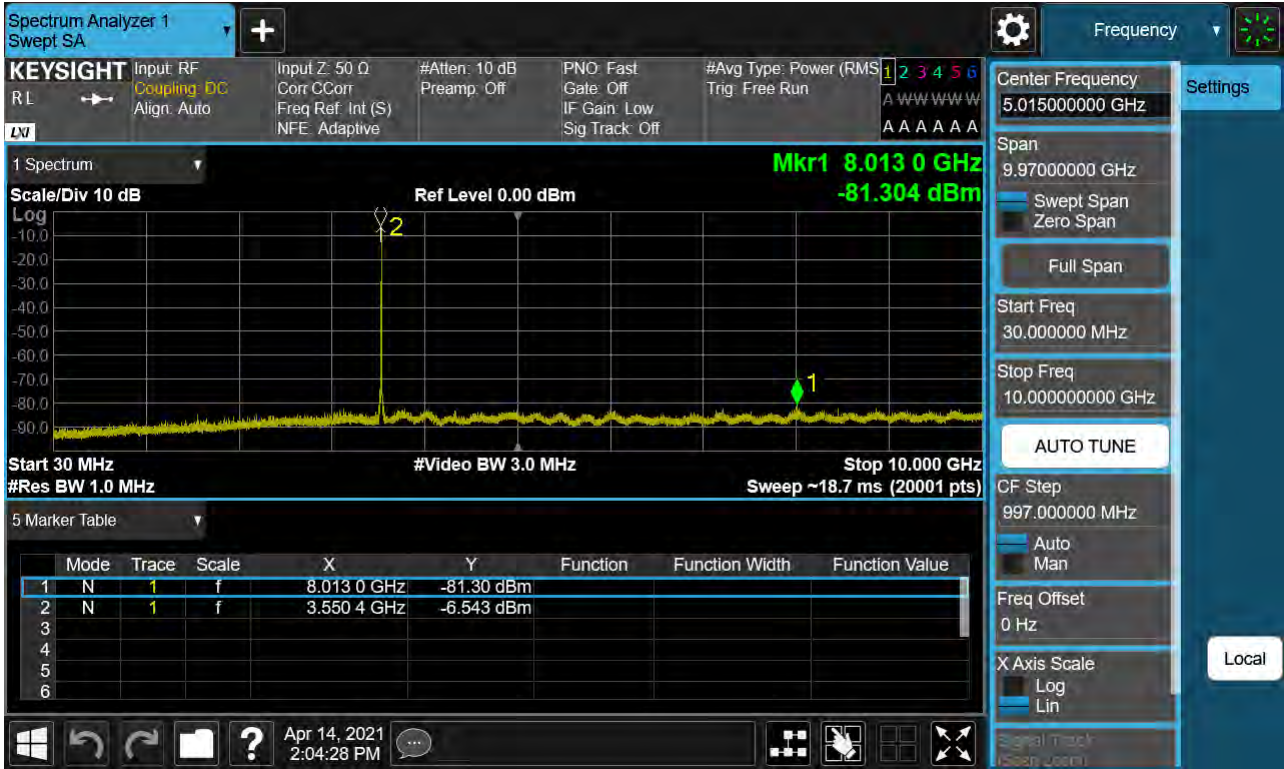 Spectrum Analyzer 1
Swept SA
Frequency
KEYSIGHT
RL
LXI
Input: RF
Coupling: DC
Align: Auto
Input Z: 50 Ω
Corr CCorr
Freq Ref: Int (S)
NFE: Adaptive
#Atten: 10 dB
Preamp: Off
PNO: Fast
Gate: Off
IF Gain: Low
Sig Track: Off
#Avg Type: Power (RMS
Trig: Free Run
1 2 3 4 5 6
A W W W W W
A A A A A A
1 Spectrum
Mkr1 8.013 0 GHz
-81.304 dBm
Scale/Div 10 dB
Ref Level 0.00 dBm
Log
-10.0
-20.0
-30.0
-40.0
-50.0
-60.0
-70.0
-80.0
-90.0
2
1
Start 30 MHz
#Video BW 3.0 MHz
Stop 10.000 GHz
#Res BW 1.0 MHz
Sweep ~18.7 ms (20001 pts)
5 Marker Table
Mode Trace Scale X Y Function Function Width Function Value
1 N 1 f 8.013 0 GHz -81.30 dBm
2 N 1 f 3.550 4 GHz -6.543 dBm
3
4
5
6
Apr 14, 2021
2:04:28 PM
Center Frequency
5.015000000 GHz
Settings
Span
9.97000000 GHz
Swept Span
Zero Span
Full Span
Start Freq
30.000000 MHz
Stop Freq
10.000000000 GHz
AUTO TUNE
CF Step
997.000000 MHz
Auto
Man
Freq Offset
0 Hz
X Axis Scale
Log
Lin
Local
Signal Track
(Span Zoom)